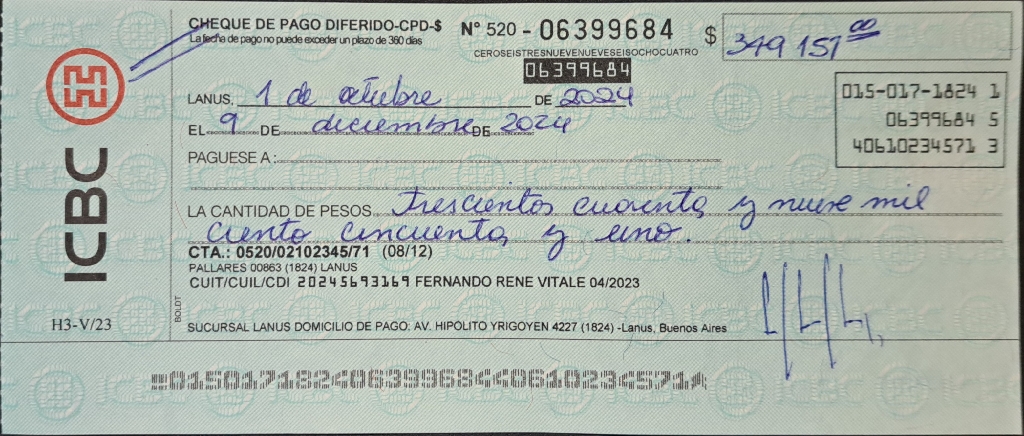 CHEQUE DE PAGO DIFERIDO-CPD-$ Nº 520 - 06399684 $ 349 151 00
La fecha de pago no puede exceder un plazo de 360 días
CEROSEISTRESNUEVENUEVESEISOCHOCUATRO
06399684
LANUS, 1 de octubre DE 2024
EL 9 DE diciembre DE 2024
015-017-1824 1
06399684 5
40610234571 3
PAGUESE A :
LA CANTIDAD DE PESOS Trescientos cuarenta y nueve mil
ciento cincuenta y uno.
CTA.: 0520/02102345/71 (08/12)
PALLARES 00863 (1824) LANUS
CUIT/CUIL/CDI 20245693169 FERNANDO RENE VITALE 04/2023
SUCURSAL LANUS DOMICILIO DE PAGO: AV. HIPOLITO YRIGOYEN 4227 (1824) -Lanus, Buenos Aires
ICBC
H3-V/23
BOLDT
01501718240639968440610234571